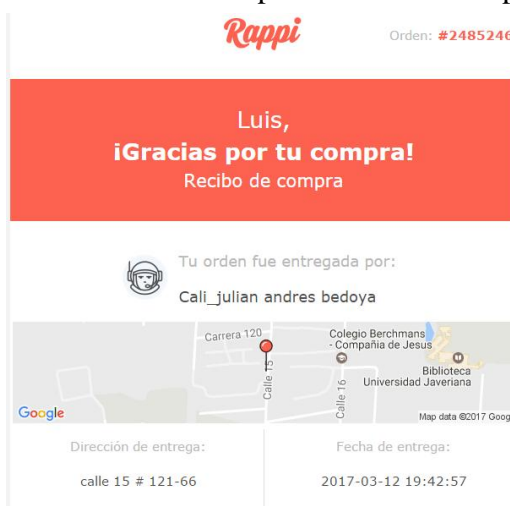 Rappi
Orden: #2485246
Luis,
¡Gracias por tu compra!
Recibo de compra
Tu orden fue entregada por:
Cali_julian andres bedoya
Carrera 120
Colegio Berchmans
- Compañia de Jesus
Calle 15
Calle 16
Biblioteca
Universidad Javeriana
Google
Map data ©2017 Goog
Dirección de entrega:
Fecha de entrega:
calle 15 # 121-66
2017-03-12 19:42:57